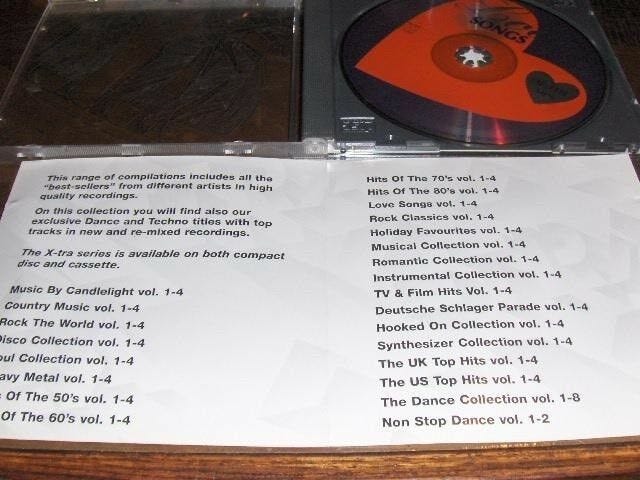 SONGS
This range of compilations includes all the
"best-sellers" from different artists in high
quality recordings.
On this collection you will find also our
exclusive Dance and Techno titles with top
tracks in new and re-mixed recordings.
The X-tra series is available on both compact
disc and cassette.
Music By Candlelight vol. 1-4
Country Music vol. 1-4
Rock The World vol. 1-4
Disco Collection vol. 1-4
oul Collection vol. 1-4
eavy Metal vol. 1-4
s Of The 50's vol. 1-4
Of The 60's vol. 1-4
Hits Of The 70's vol. 1-4
Hits Of The 80's vol. 1-4
Love Songs vol. 1-4
Rock Classics vol. 1-4
Holiday Favourites vol. 1-4
Musical Collection vol. 1-4
Romantic Collection vol. 1-4
Instrumental Collection vol. 1-4
TV & Film Hits Vol. 1-4
Deutsche Schlager Parade vol. 1-4
Hooked On Collection vol. 1-4
Synthesizer Collection vol. 1-4
The UK Top Hits vol. 1-4
The US Top Hits vol. 1-4
The Dance Collection vol. 1-8
Non Stop Dance vol. 1-2